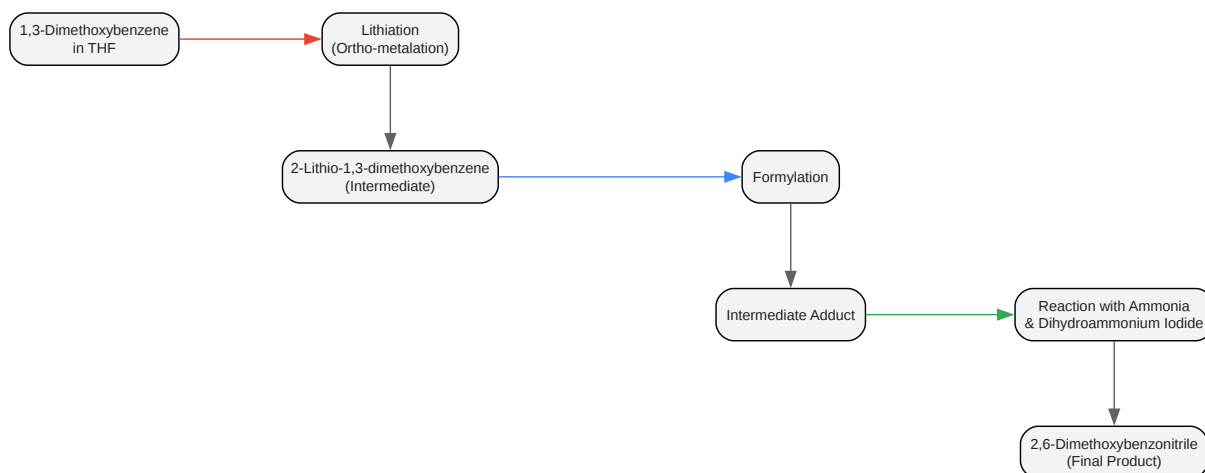 1,3-Dimethoxybenzene
in THF
Lithiation
(Ortho-metalation)
2-Lithio-1,3-dimethoxybenzene
(Intermediate)
Formylation
Intermediate Adduct
Reaction with Ammonia
& Dihydroammonium Iodide
2,6-Dimethoxybenzonitrile
(Final Product)